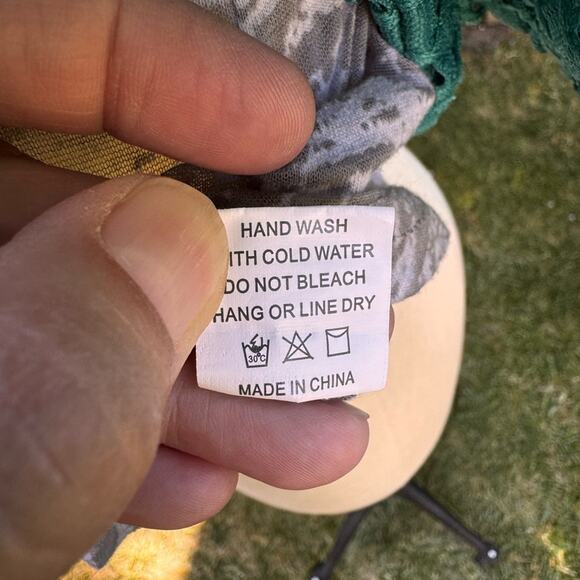 HAND WASH
ITH COLD WATER
DO NOT BLEACH
HANG OR LINE DRY
30°C
MADE IN CHINA